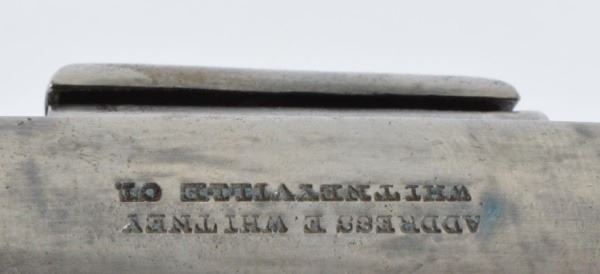 ADDRESS E. WHITNEY
WHITNEYVILLE CT.